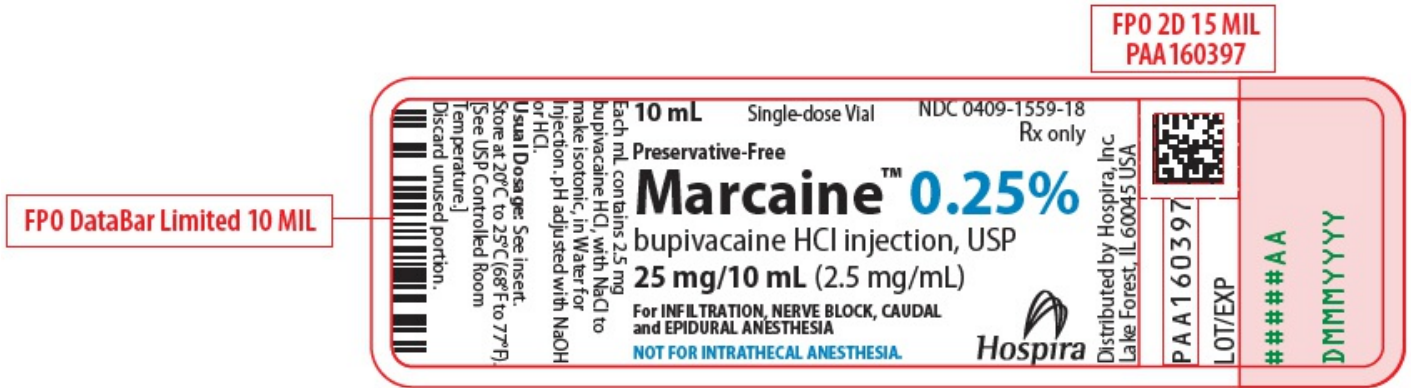 FPO 2D 15 MIL
PAA160397
FPO DataBar Limited 10 MIL
Each mL contains 2.5 mg
bupivacaine HCl, with NaCl to
make isotonic, in Water for
Injection. pH adjusted with NaOH
or HCl.
Usual Dosage: See insert.
Store at 20°C to 25°C (68°F to 77°F).
[See USP Controlled Room
Temperature.]
Discard unused portion.
10 mL Single-dose Vial NDC 0409-1559-18
Rx only
Preservative-Free
Marcaine™ 0.25%
bupivacaine HCl injection, USP
25 mg/10 mL (2.5 mg/mL)
For INFILTRATION, NERVE BLOCK, CAUDAL
and EPIDURAL ANESTHESIA
NOT FOR INTRATHECAL ANESTHESIA.
Hospira
Distributed by Hospira, Inc.
Lake Forest, IL 60045 USA
PAA160397
LOT/EXP
#####AA
DMMMYYYY